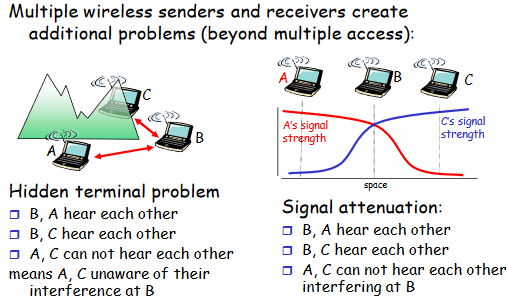 Multiple wireless senders and receivers create
additional problems (beyond multiple access):
C
B
A
Hidden terminal problem
B, A hear each other
B, C hear each other
A, C can not hear each other
means A, C unaware of their
interference at B
A
B
C
A's signal
strength
C's signal
strength
space
Signal attenuation:
B, A hear each other
B, C hear each other
A, C can not hear each other
interfering at B